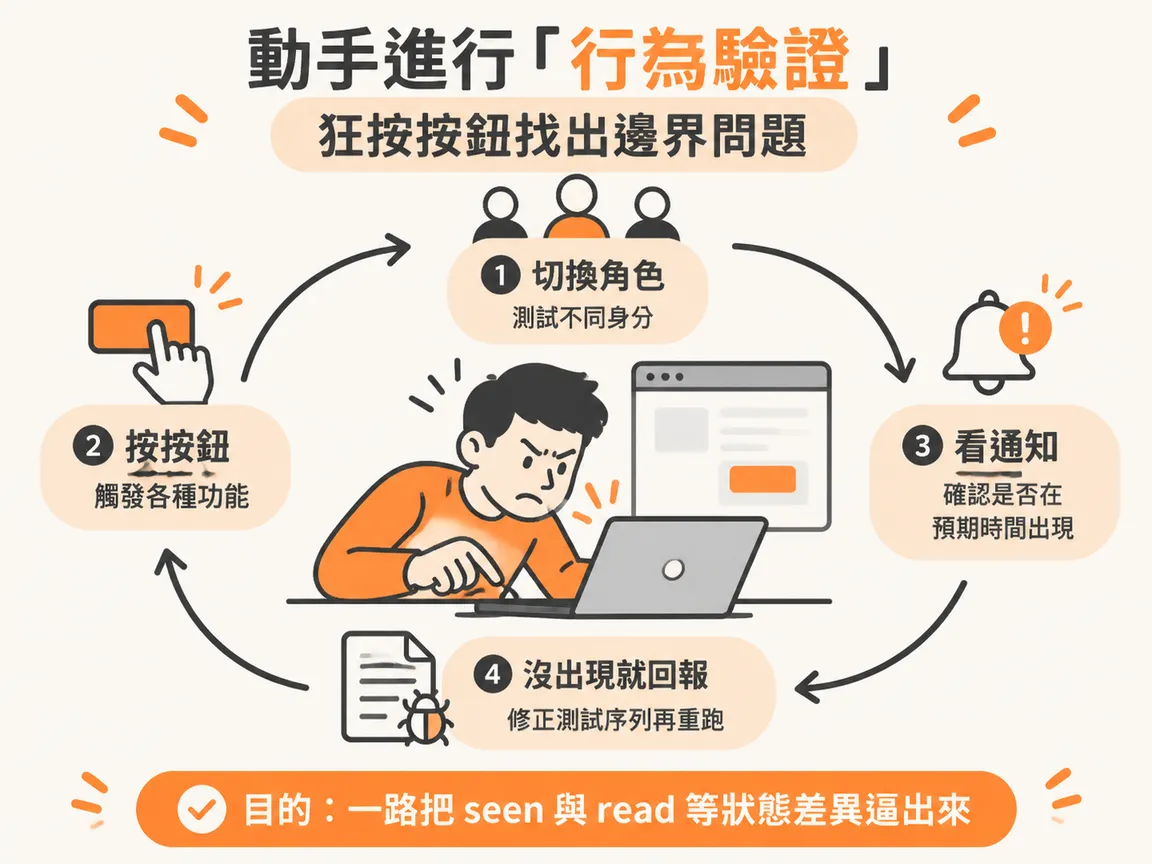 動手進行「行為驗證」
狂按按鈕找出邊界問題
1 切換角色
測試不同身分
2 按按鈕
觸發各種功能
!
3 看通知
確認是否在
預期時間出現
4 沒出現就回報
修正測試序列再重跑
目的：一路把 seen 與 read 等狀態差異逼出來